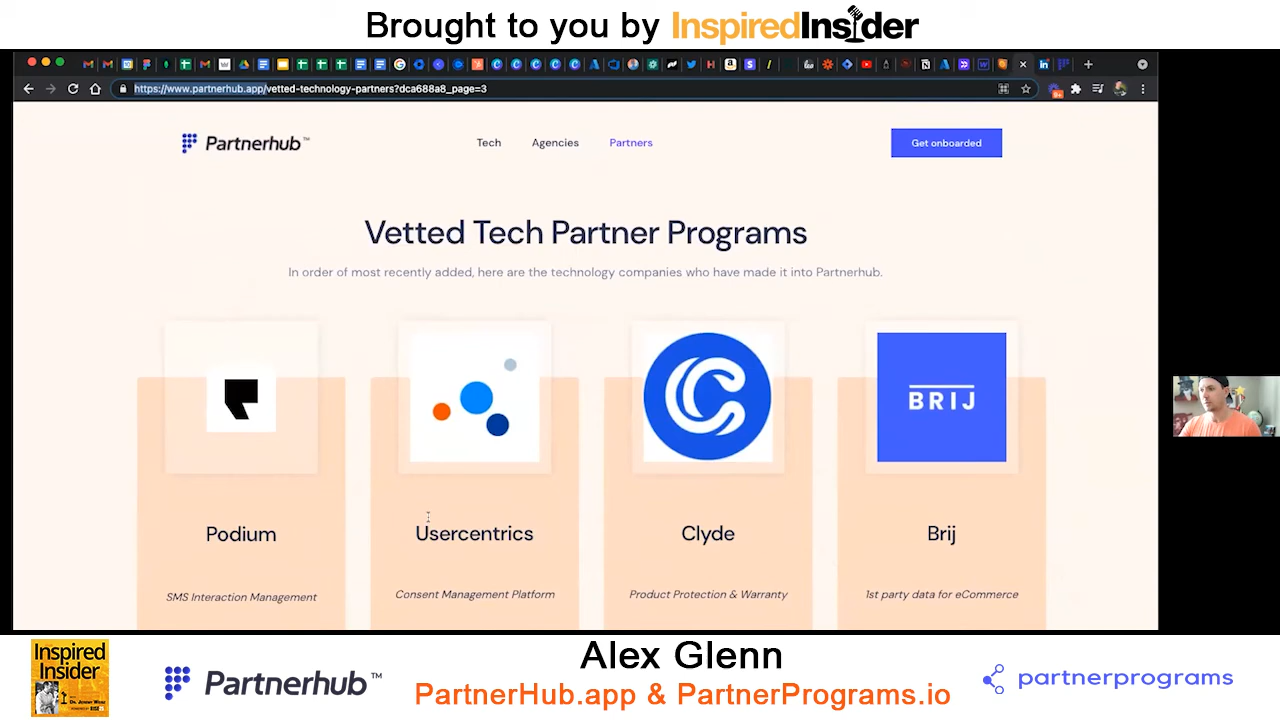 Brought to you by InspiredInsider
https://www.partnerhub.app/vetted-technology-partners?dca688a8_page=3
Partnerhub™
Tech
Agencies
Partners
Get onboarded
Vetted Tech Partner Programs
In order of most recently added, here are the technology companies who have made it into Partnerhub.
BRIJ
Podium
Usercentrics
Clyde
Brij
SMS Interaction Management
Consent Management Platform
Product Protection & Warranty
1st party data for eCommerce
Inspired
Insider
Partnerhub™
Alex Glenn
PartnerHub.app & PartnerPrograms.io
partnerprograms